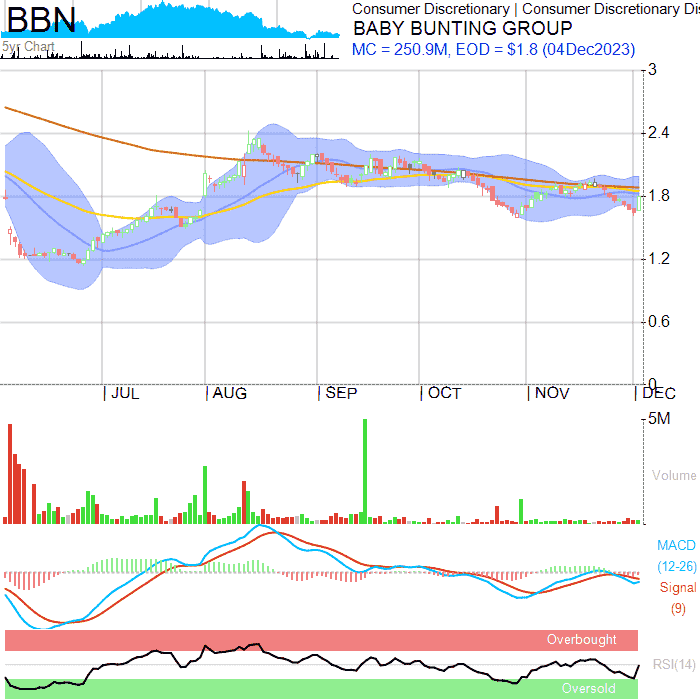 BBN
5yr Chart
Consumer Discretionary | Consumer Discretionary Dis
BABY BUNTING GROUP
MC = 250.9M, EOD = $1.8 (04Dec2023)
3
2.4
1.8
1.2
0.6
0
JUL AUG SEP OCT NOV DEC
5M
Volume
MACD
(12-26)
Signal
(9)
Overbought
RSI(14)
Oversold